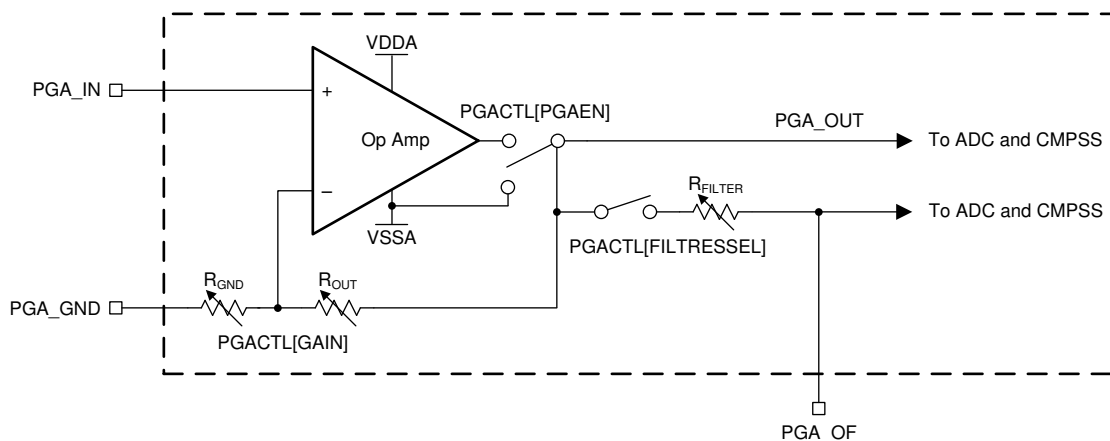 VDDA
PGA_IN
+
PGACTL[PGAEN]
Op Amp
PGA_OUT
To ADC and CMPSS
−
RFILTER
To ADC and CMPSS
VSSA
PGACTL[FILTRESSEL]
RGND
ROUT
PGA_GND
PGACTL[GAIN]
PGA_OF